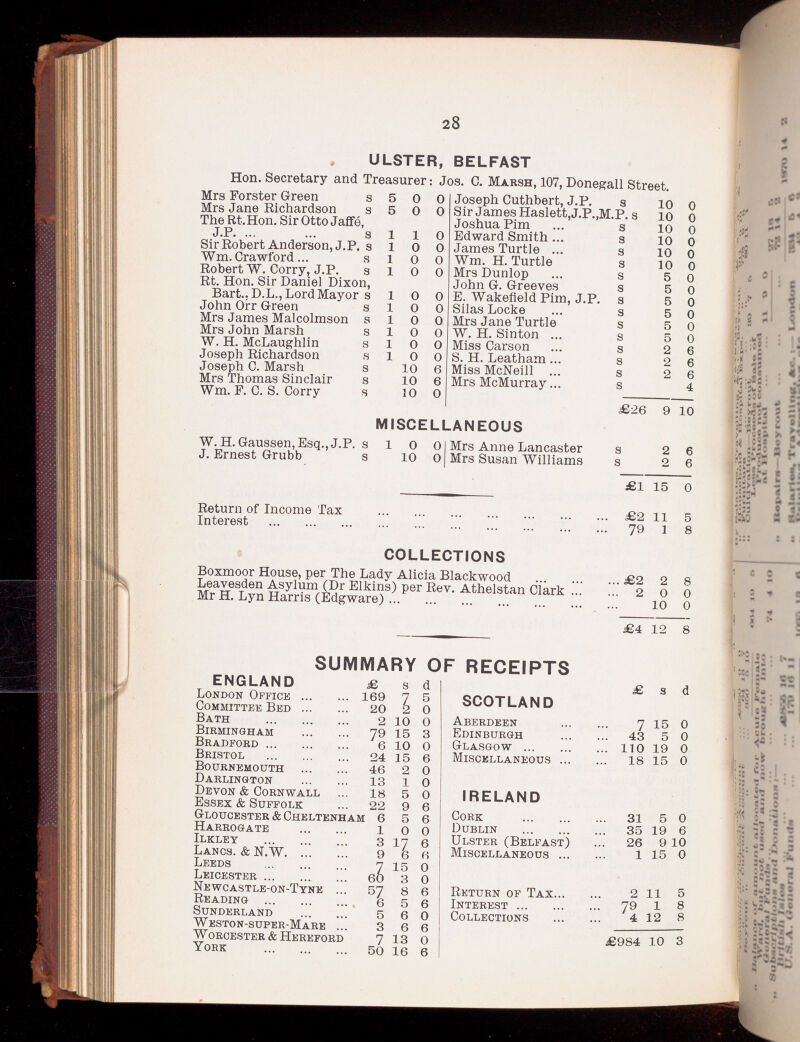 28
ULSTER, BELFAST
Hon. Secretary and Treasurer: Jos. C. MARSH, 107, Donegall Street.
Mrs Forster Green s 5 0 0
Mrs Jane Richardson s 5 0 0
The Rt. Hon. Sir Otto Jaffé,
J.P. ... ... s 1 1 0
Sir Robert Anderson, J.P. s 1 0 0
Wm. Crawford ... s 1 0 0
Robert W. Corry, J.P. s 1 0 0
Rt. Hon. Sir Daniel Dixon,
Bart., D.L., Lord Mayor s 1 0 0
John Orr Green s 1 0 0
Mrs James Malcolmson s 1 0 0
Mrs John Marsh s 1 0 0
W. H. McLaughlin s 1 0 0
Joseph Richardson s 1 0 0
Joseph C. Marsh s 10 6
Mrs Thomas Sinclair s 10 6
Wm. F. C. S. Corry s 10 0
Joseph Cuthbert, J.P. s 10 0
Sir James Haslett, J.P., M.P. s 10 0
Joshua Pim ... s 10 0
Edward Smith ... s 10 0
James Turtle ... s 10 0
Wm. H. Turtle s 10 0
Mrs Dunlop ... s 5 0
John G. Greeves s 5 0
E. Wakefield Pim, J.P. s 5 0
Silas Locke ... s 5 0
Mrs Jane Turtle s 5 0
W. H. Sinton ... s 5 0
Miss Carson ... s 2 6
S. H. Leatham ... s 2 6
Miss McNeill ... s 2 6
Mrs McMurray ... s 4
£26 9 10
MISCELLANEOUS
W. H. Gaussen, Esq., J.P. s 1 0 0
J. Ernest Grubb s 10 0
Mrs Anne Lancaster s 2 6
Mrs Susan Williams s 2 6
£1 15 0
Return of Income Tax ... ... ... ... ... ... ... £2 11 5
Interest ... ... ... ... ... ... ... ... ... ... 79 1 8
COLLECTIONS
Boxmoor House, per The Lady Alicia Blackwood ... ... ... £2 2 8
Leavesden Asylum (Dr Elkins) per Rev. Athelstan Clark ... ... 2 0 0
Mr H. Lyn Harris (Edgware) ... ... ... ... ... ... ... 10 0
£4 12 8
SUMMARY OF RECEIPTS
ENGLAND £ s d
LONDON OFFICE ... ... 169 7 5
COMMITTEE BED ... ... 20 2 0
BATH ... ... ... 2 10 0
BIRMINGHAM ... ... 79 15 3
BRADFORD ... ... ... 6 10 0
BRISTOL ... ... ... 24 15 6
BOURNEMOUTH ... ... 46 2 0
DARLINGTON ... ... 13 1 0
DEVON & CORNWALL ... 18 5 0
ESSEX & SUFFOLK ... 22 9 6
GLOUCESTER & CHELTENHAM 6 5 6
HARROGATE ... ... 1 0 0
ILKLEY ... ... ... 3 17 6
LANCS. & N.W. ... ... 9 6 6
LEEDS ... ... ... 7 15 0
LEICESTER ... ... ... 60 3 0
NEWCASTLE-ON-TYNE ... 57 8 6
READING ... ... ... 6 5 6
SUNDERLAND ... ... 5 6 0
WESTON-SUPER-MARE ... 3 6 6
WORCESTER & HEREFORD 7 13 0
YORK ... ... ... 50 16 6
£ s d
SCOTLAND
ABERDEEN ... ... 7 15 0
EDINBURGH ... ... 43 5 0
GLASGOW ... ... ... 110 19 0
MISCELLANEOUS ... ... 18 15 0
IRELAND
CORK ... ... ... 31 5 0
DUBLIN ... ... ... 35 19 6
ULSTER (BELFAST) ... 26 9 10
MISCELLANEOUS ... ... 1 15 0
RETURN OF TAX ... ... 2 11 5
INTEREST ... ... ... 79 1 8
COLLECTIONS ... ... 4 12 8
£984 10 3